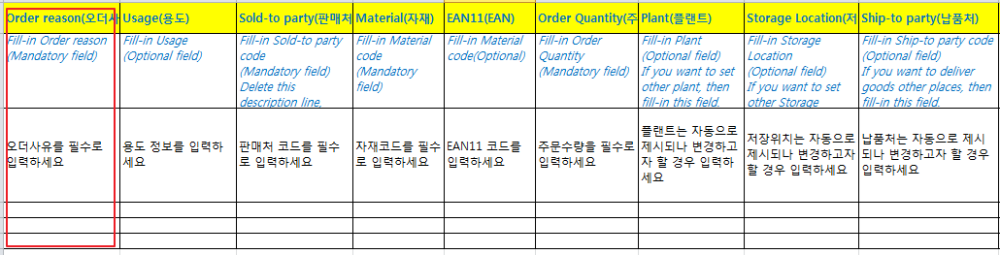 Order reason(오더사
Usage(용도)
Sold-to party(판매처
Material(자재)
EAN11(EAN)
Order Quantity(주
Plant(플랜트)
Storage Location(저
Ship-to party(납품처)
Fill-in Order reason
(Mandatory field)
Fill-in Usage
(Optional field)
Fill-in Sold-to party
code
(Mandatory field)
Delete this
description line,
Fill-in Material
code
(Mandatory
field)
Fill-in Material
code(Optional)
Fill-in Order
Quantity
(Mandatory field)
Fill-in Plant
(Optional field)
If you want to set
other plant, then
fill-in this field.
Fill-in Storage
Location
(Optional field)
If you want to set
other Storage
Fill-in Ship-to party code
(Optional field)
If you want to deliver
goods other places, then
fill-in this field.
오더사유를 필수로
입력하세요
용도 정보를 입력하세
요
판매처 코드를 필수
로 입력하세요
자재코드를 필수
로 입력하세요
EAN11 코드를
입력하세요
주문수량을 필수로
입력하세요
플랜트는 자동으로
제시되나 변경하고
자 할 경우 입력하세
요
저장위치는 자동으로
제시되나 변경하고자
할 경우 입력하세요
납품처는 자동으로 제시
되나 변경하고자 할 경우
입력하세요